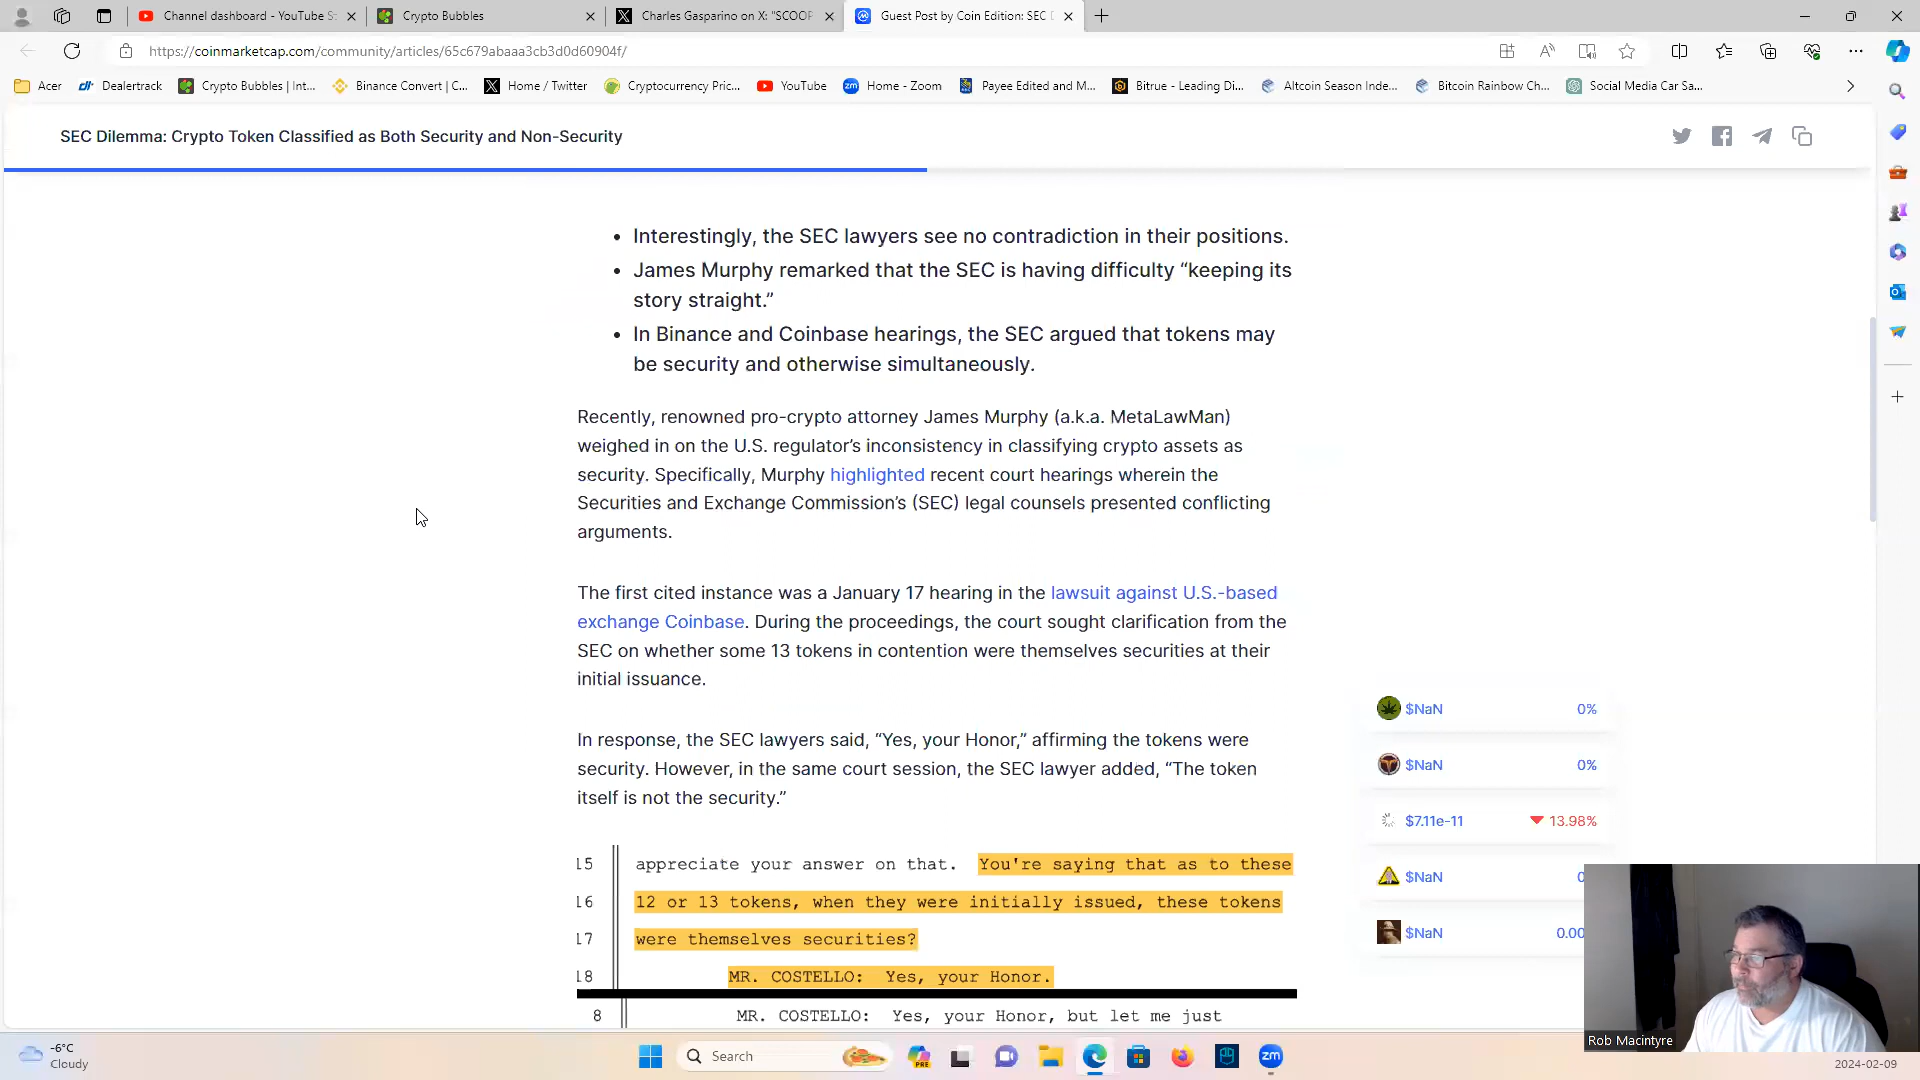 Channel dashboard - YouTube S
Crypto Bubbles
Charles Gasparino on X: "SCOOP
Guest Post by Coin Edition: SEC D
https://coinmarketcap.com/community/articles/65c679abaaa3cb3d0d60904f/
Acer
Dealertrack
Crypto Bubbles | Int...
Binance Convert | C...
Home / Twitter
Cryptocurrency Pric...
YouTube
Home - Zoom
Payee Edited and M...
Bitrue - Leading Di...
Altcoin Season Inde...
Bitcoin Rainbow Ch...
Social Media Car Sa...
SEC Dilemma: Crypto Token Classified as Both Security and Non-Security
• Interestingly, the SEC lawyers see no contradiction in their positions.
• James Murphy remarked that the SEC is having difficulty “keeping its
story straight.”
• In Binance and Coinbase hearings, the SEC argued that tokens may
be security and otherwise simultaneously.
Recently, renowned pro-crypto attorney James Murphy (a.k.a. MetaLawMan)
weighed in on the U.S. regulator’s inconsistency in classifying crypto assets as
security. Specifically, Murphy highlighted recent court hearings wherein the
Securities and Exchange Commission’s (SEC) legal counsels presented conflicting
arguments.
The first cited instance was a January 17 hearing in the lawsuit against U.S.-based
exchange Coinbase. During the proceedings, the court sought clarification from the
SEC on whether some 13 tokens in contention were themselves securities at their
initial issuance.
In response, the SEC lawyers said, “Yes, your Honor,” affirming the tokens were
security. However, in the same court session, the SEC lawyer added, “The token
itself is not the security.”
15 appreciate your answer on that. You're saying that as to these
16 12 or 13 tokens, when they were initially issued, these tokens
17 were themselves securities?
18 MR. COSTELLO: Yes, your Honor.
8 MR. COSTELLO: Yes, your Honor, but let me just
$NaN 0%
$NaN 0%
$7.11e-11 13.98%
$NaN 0
$NaN 0.00
Rob Macintyre
-6°C
Cloudy
Search
PRE
zm
2024-02-09